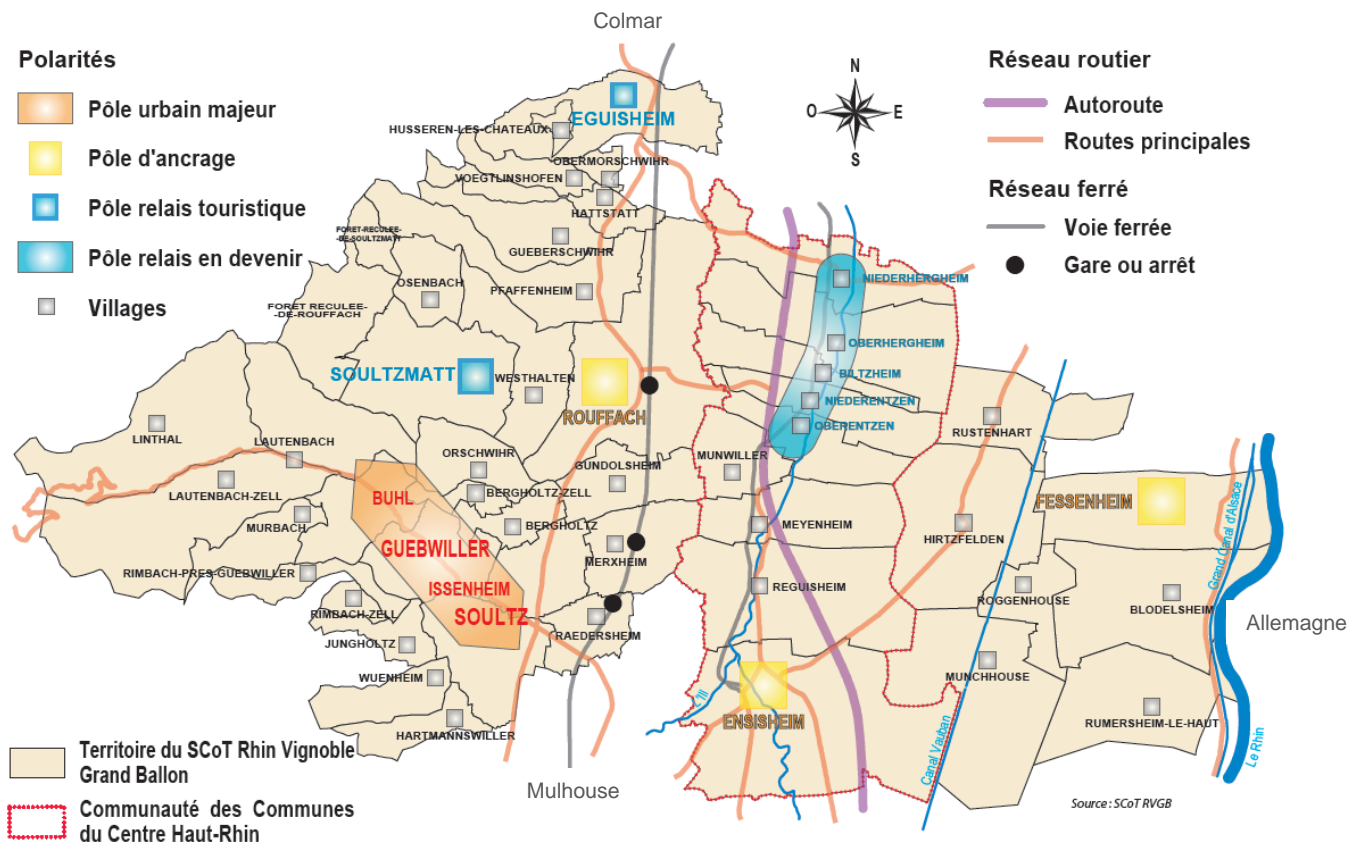 Colmar
Polarités
Pôle urbain majeur
Pôle d'ancrage
Pôle relais touristique
Pôle relais en devenir
Villages
Réseau routier
Autoroute
Routes principales
Réseau ferré
Voie ferrée
Gare ou arrêt
N
O
E
S
EGUISHEIM
HUSSEREN-LES-CHATEAUX
OBERMORSCHWIHR
VOEGTLINSHOFEN
HATTSTATT
FORET-RECULEE-
-DE-SOULTZMATT
GUEBERSCHWIHR
OSENBACH
PFAFFENHEIM
FORET RECULEE-
-DE-ROUFFACH
NIEDERHERGHEIM
OBERHERGHEIM
BILTZHEIM
NIEDERENTZEN
OBERENTZEN
SOULTZMATT
WESTHALTEN
ROUFFACH
RUSTENHART
LINTHAL
LAUTENBACH
ORSCHWIHR
GUNDOLSHEIM
MUNWILLER
LAUTENBACH-ZELL
BUHL
BERGHOLTZ-ZELL
FESSENHEIM
MURBACH
BERGHOLTZ
MEYENHEIM
HIRTZFELDEN
GUEBWILLER
MERXHEIM
RIMBACH-PRES-GUEBWILLER
ISSENHEIM
REGUISHEIM
ROGGENHOUSE
BLODELSHEIM
RIMBACH-ZELL
SOULTZ
RAEDERSHEIM
Grand Canal d'Alsace
Allemagne
JUNGHOLTZ
WUENHEIM
MUNCHHOUSE
L'Ill
ENSISHEIM
RUMERSHEIM-LE-HAUT
HARTMANNSWILLER
Canal Vauban
Le Rhin
Territoire du SCoT Rhin Vignoble
Grand Ballon
Mulhouse
Communauté des Communes
du Centre Haut-Rhin
Source : SCoT RVGB